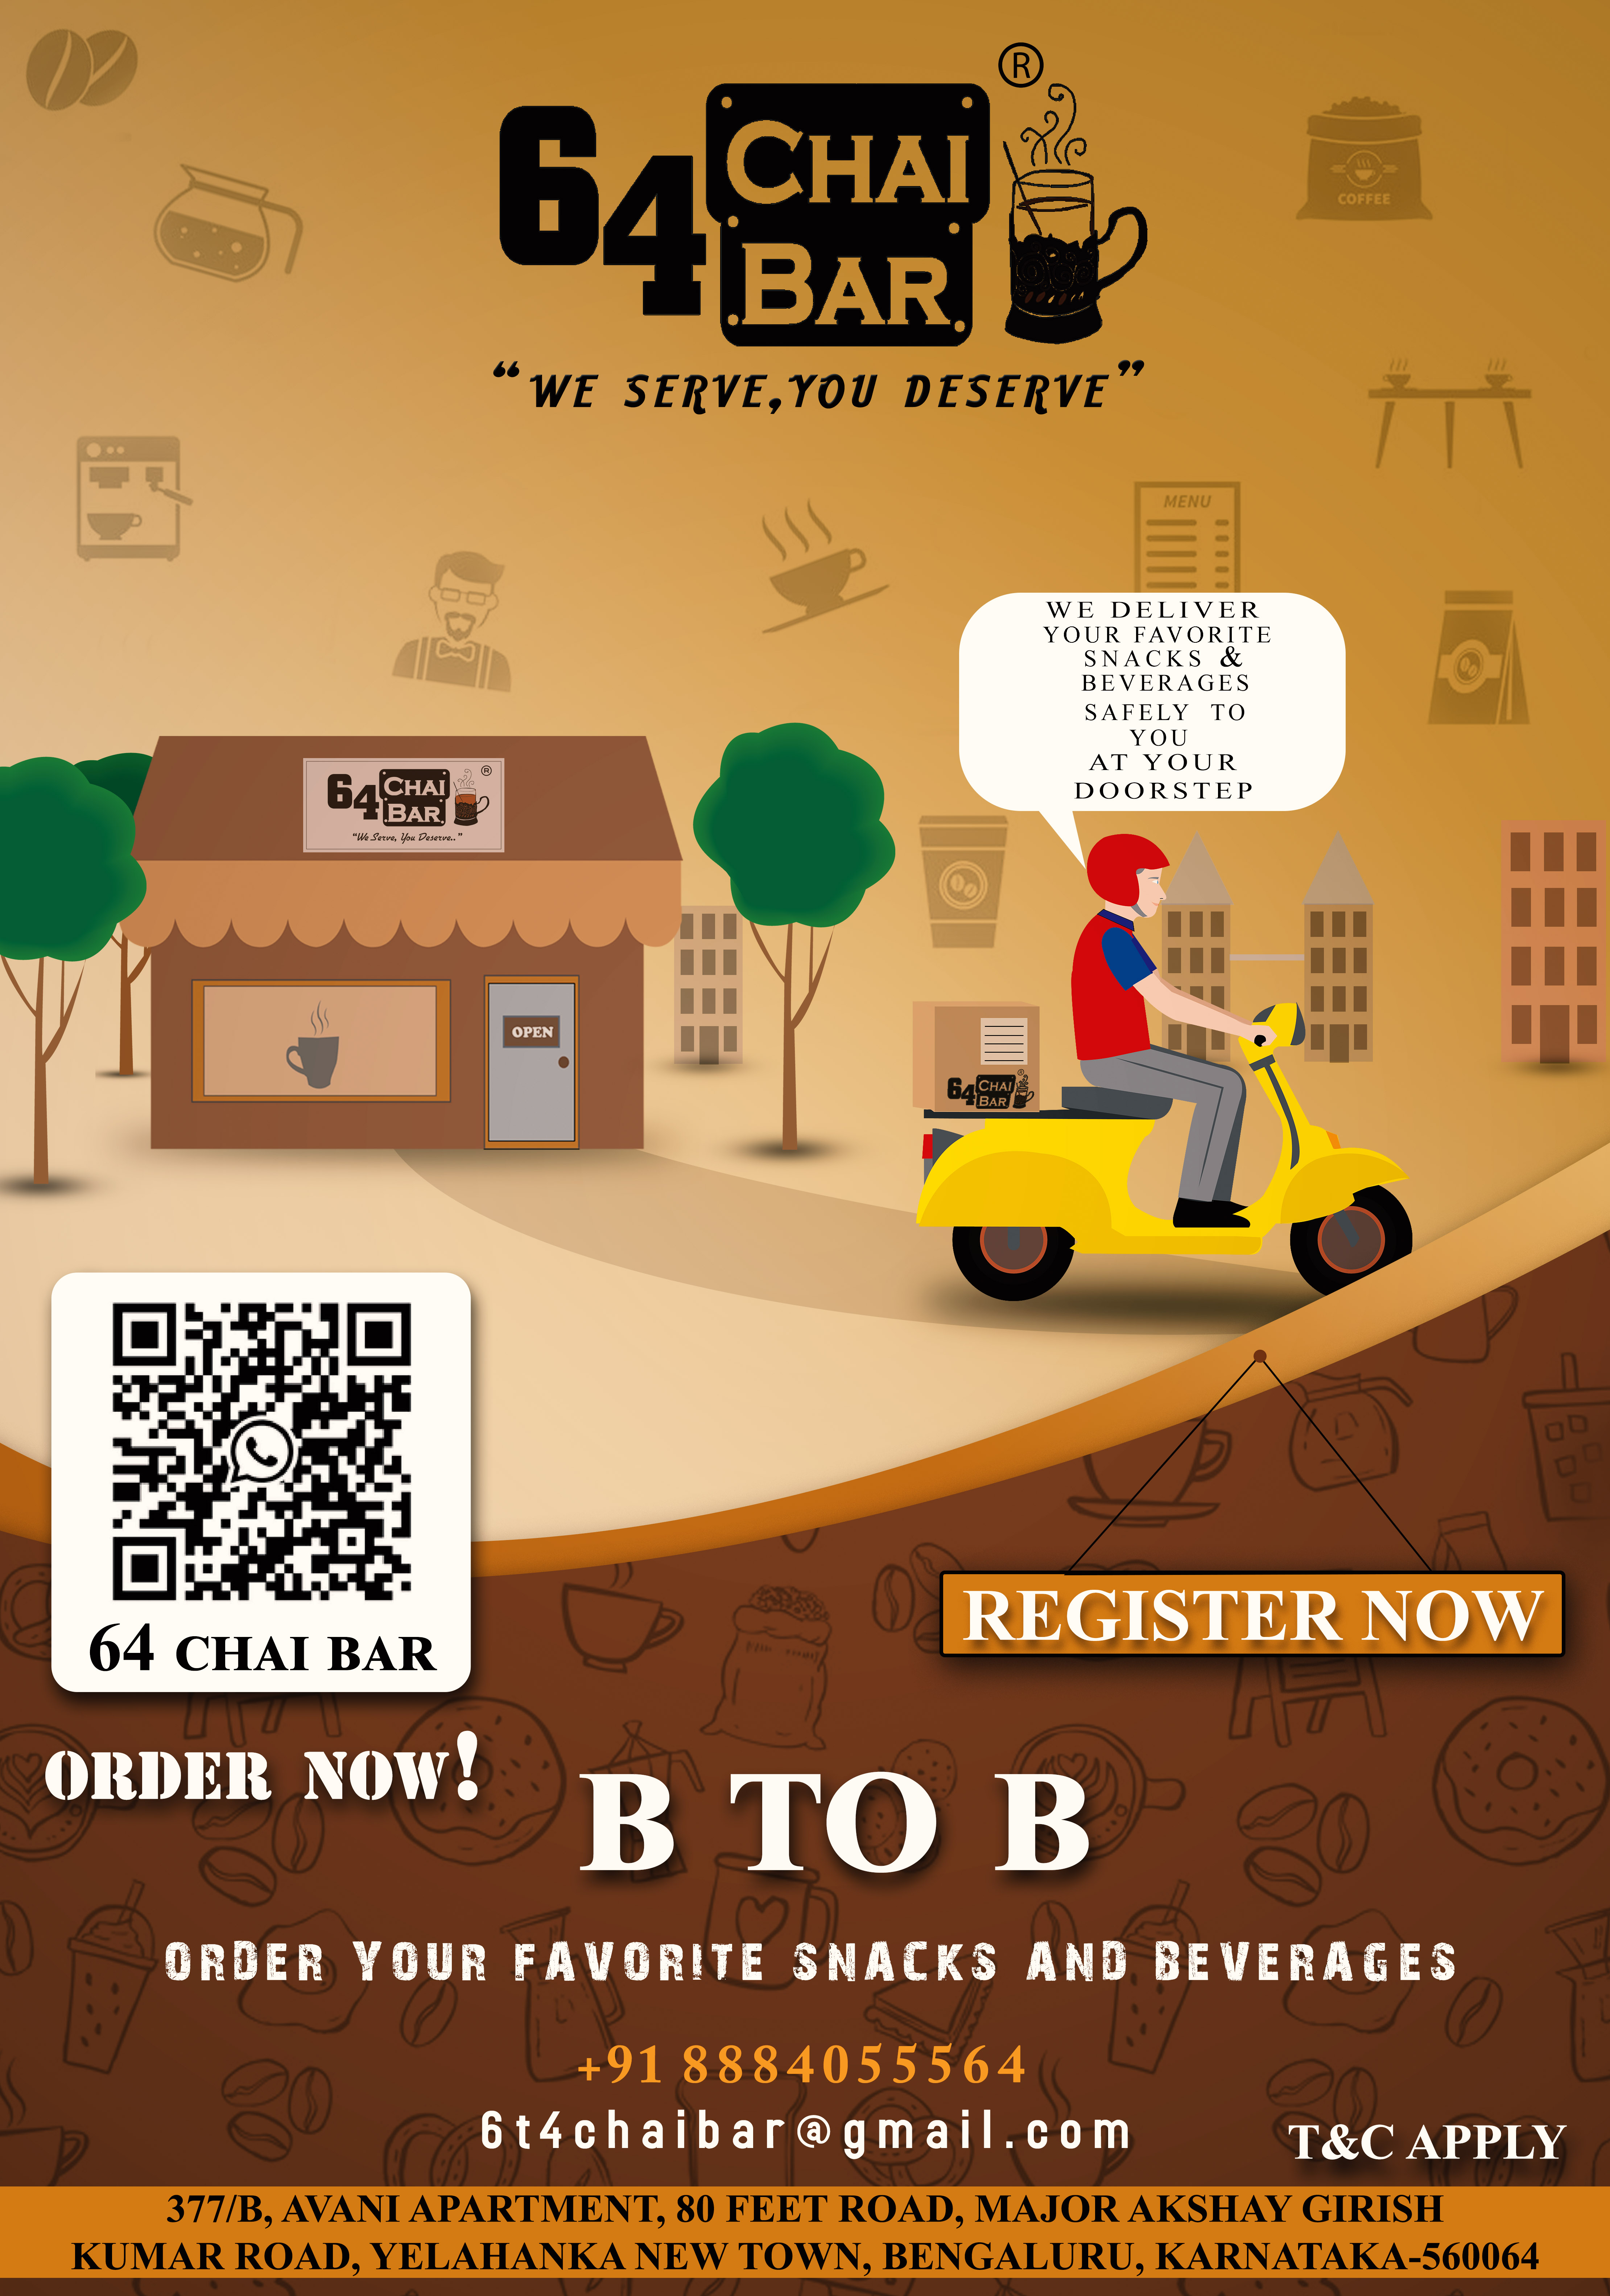 64 CHAI BAR ®
“WE SERVE,YOU DESERVE”
COFFEE
MENU
WE DELIVER
YOUR FAVORITE
SNACKS &
BEVERAGES
SAFELY TO
YOU
AT YOUR
DOORSTEP
64 CHAI BAR ®
"We Serve, You Deserve.."
OPEN
64 CHAI BAR ®
64 CHAI BAR
REGISTER NOW
ORDER NOW!
B TO B
ORDER YOUR FAVORITE SNACKS AND BEVERAGES
+91 8884055564
6t4chaibar@gmail.com
T&C APPLY
377/B, AVANI APARTMENT, 80 FEET ROAD, MAJOR AKSHAY GIRISH
KUMAR ROAD, YELAHANKA NEW TOWN, BENGALURU, KARNATAKA-560064